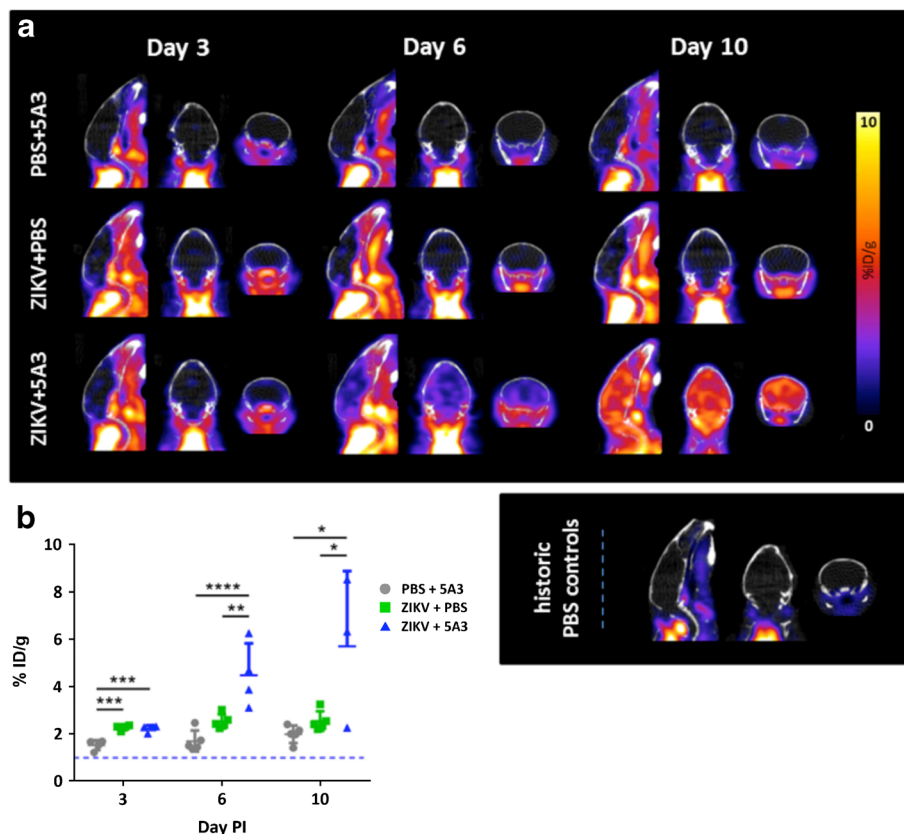 a
Day 3 Day 6 Day 10
PBS+5A3
ZIKV+PBS
ZIKV+5A3
10
%ID/g
0
b
10
8
6
4
2
0
% ID/g
* 
*
****
**
***
***
PBS + 5A3
ZIKV + PBS
ZIKV + 5A3
3 6 10
Day PI
historic
PBS controls